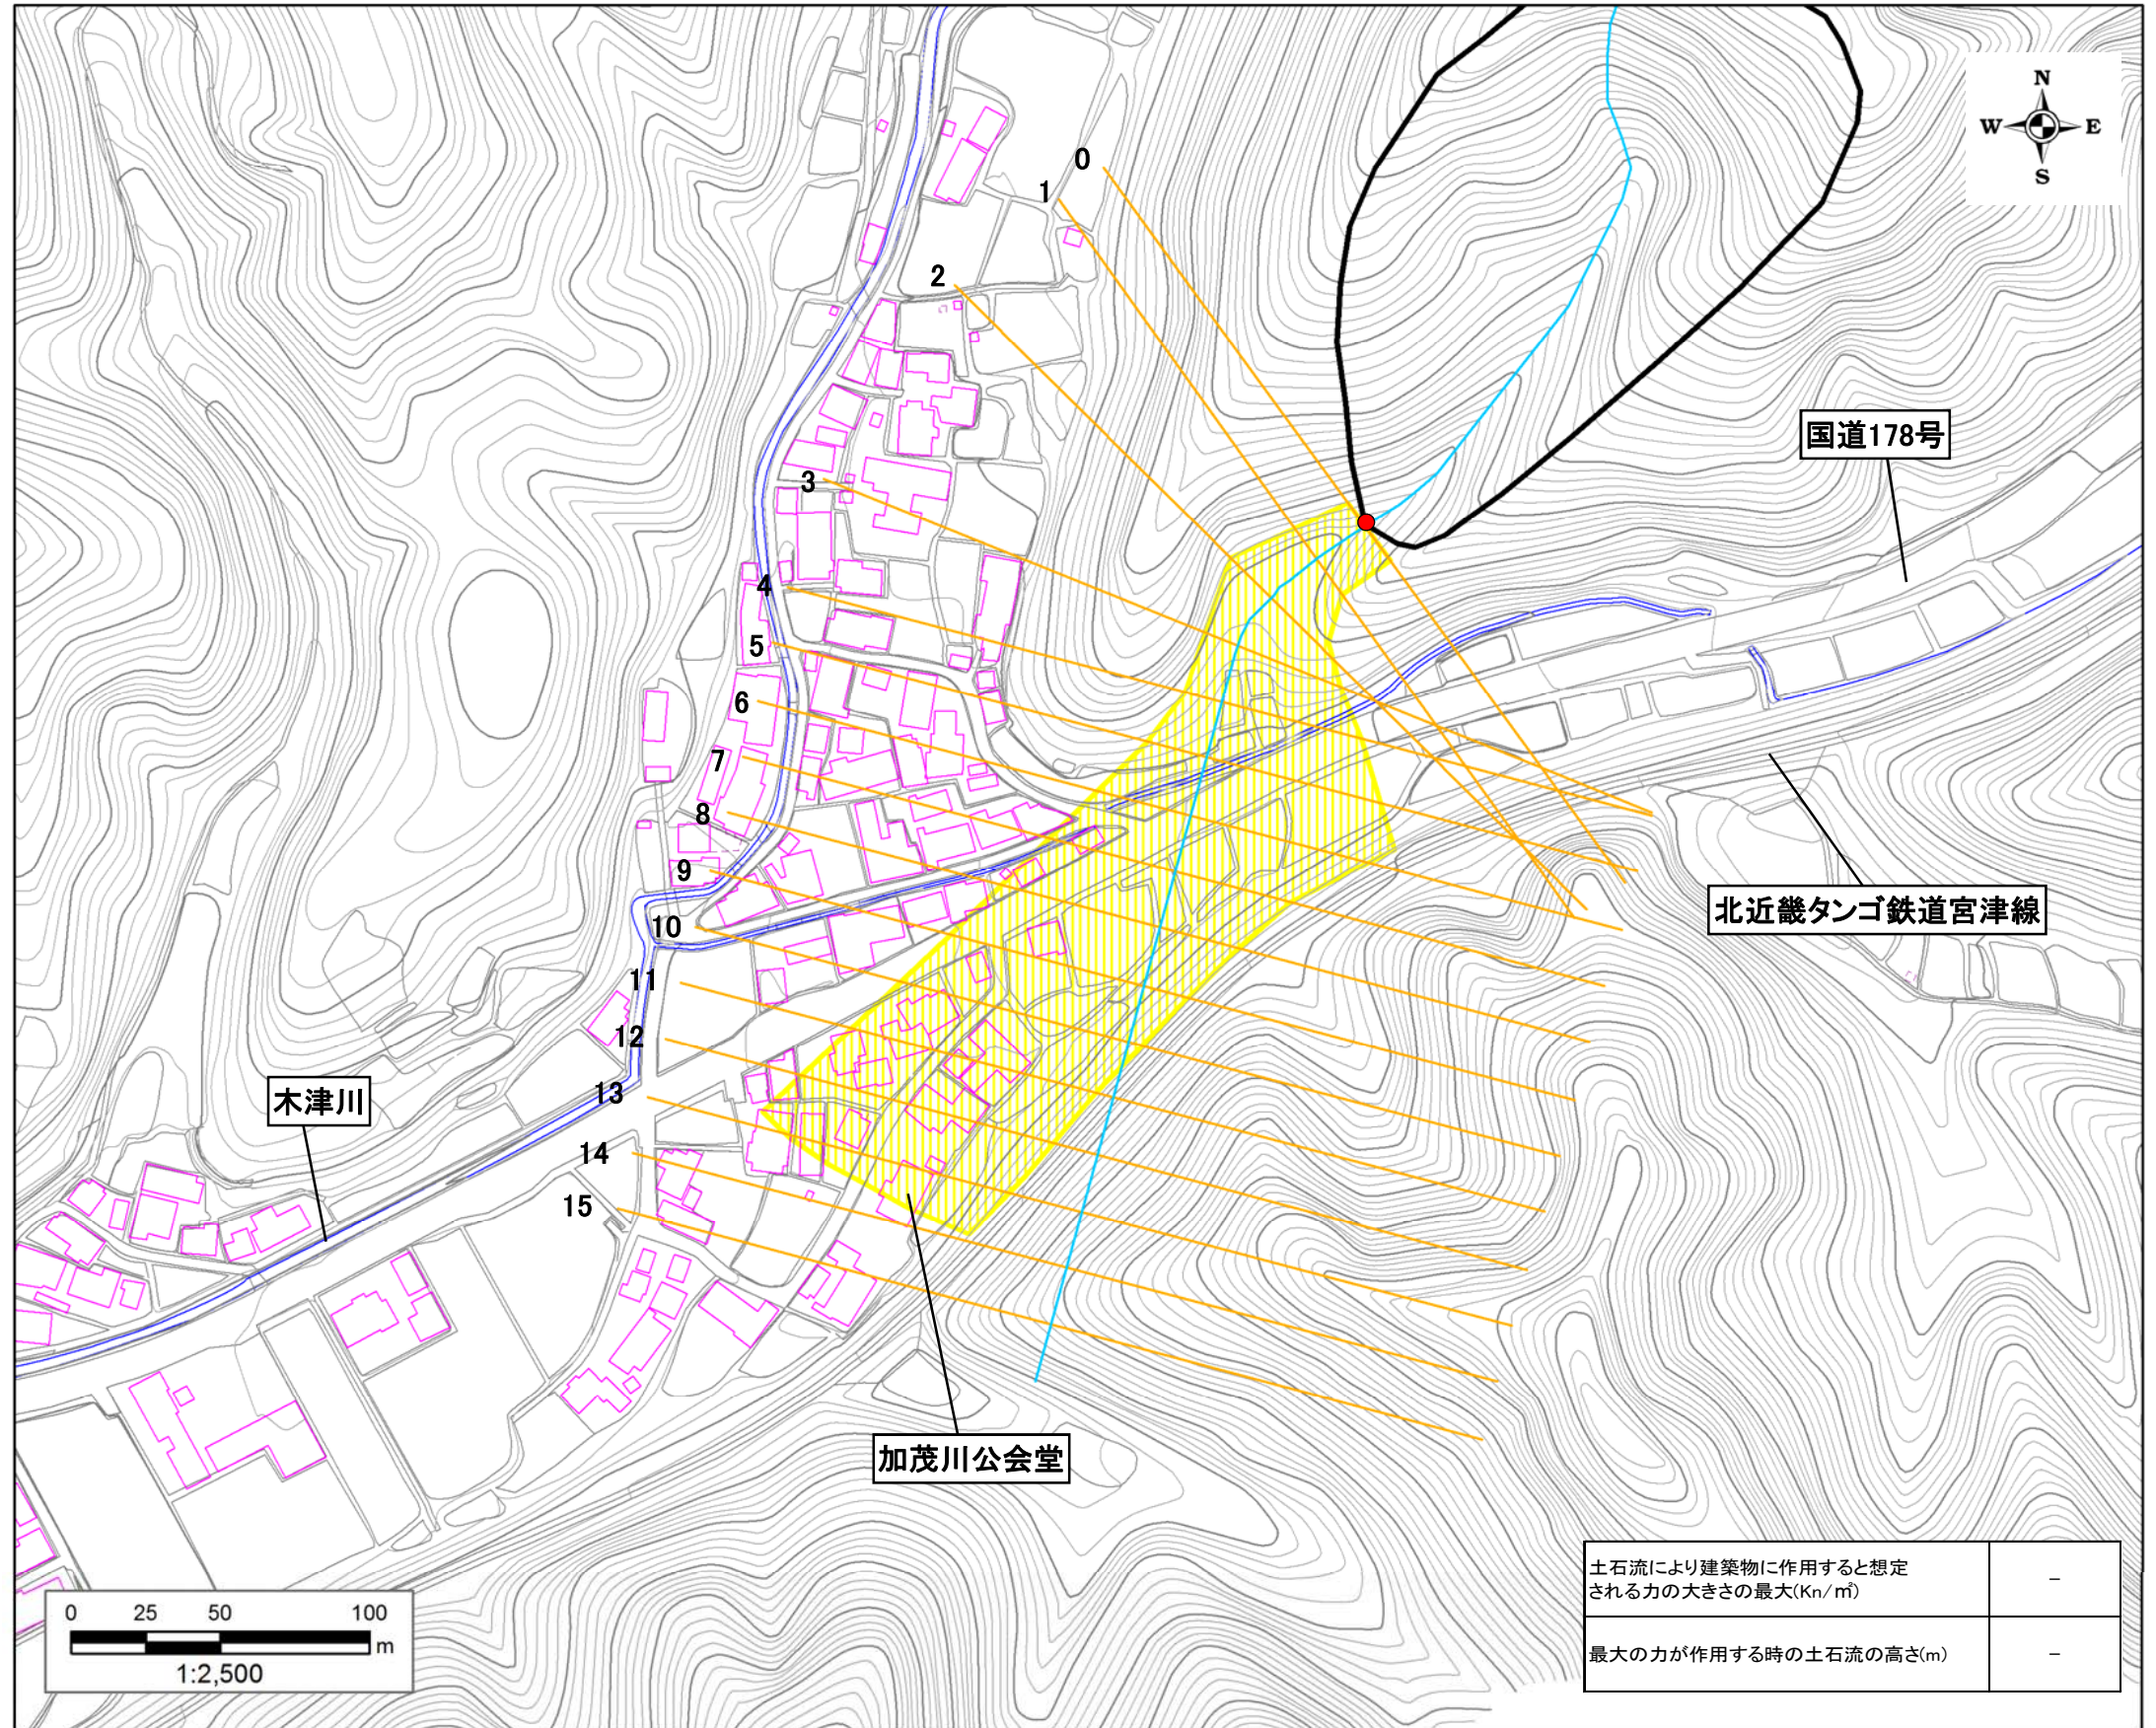 N
W E
S
0
1
2
国道178号
3
4
5
6
7
8
9
北近畿タンゴ鉄道宮津線
10
11
12
13
木津川
14
15
加茂川公会堂
土石流により建築物に作用すると想定
される力の大きさの最大(Kn/㎡) −
最大の力が作用する時の土石流の高さ(m) −
0 25 50 100
m
1:2,500